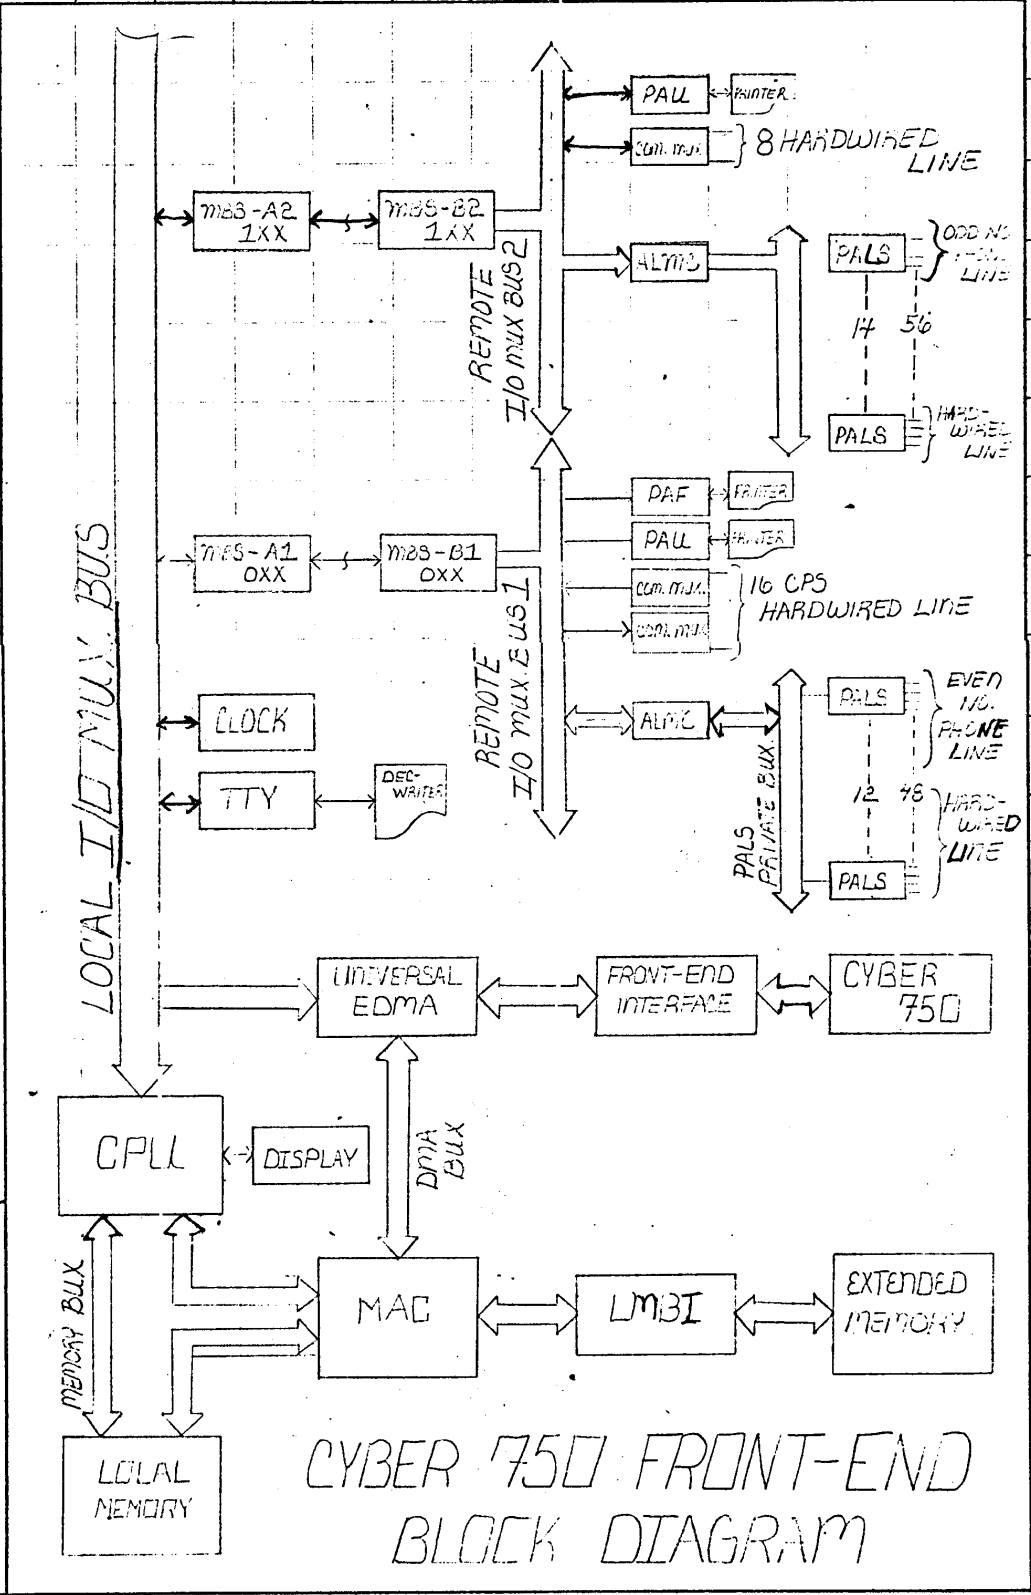 PAU
PRINTER
COM. MUX
8 HARDWIRED
LINE
MBS-A2
1XX
MBS-B2
1XX
REMOTE
I/O MUX BUS 2
ALMC
PALS
ODD NO
LINE
14
56
PALS
HARD-
WIRED
LINE
PAF
PRINTER
PAU
PRINTER
MBS-A1
0XX
MBS-B1
0XX
COM. MUX.
COM. MUX
16 CPS
HARDWIRED LINE
REMOTE
I/O MUX. BUS 1
LOCAL I/O MUX. BUS
CLOCK
TTY
DEC-
WRITER
ALMC
PALS
PRIVATE BUX.
PALS
EVEN
NO.
PHONE
LINE
12
48
HARD-
WIRED
LINE
PALS
UNIVERSAL
EDMA
FRONT-END
INTERFACE
CYBER
750
CPU
DISPLAY
DMA
BUX
MEMORY BUX
MAC
LMBI
EXTENDED
MEMORY
LOCAL
MEMORY
CYBER 750 FRONT-END
BLOCK DIAGRAM